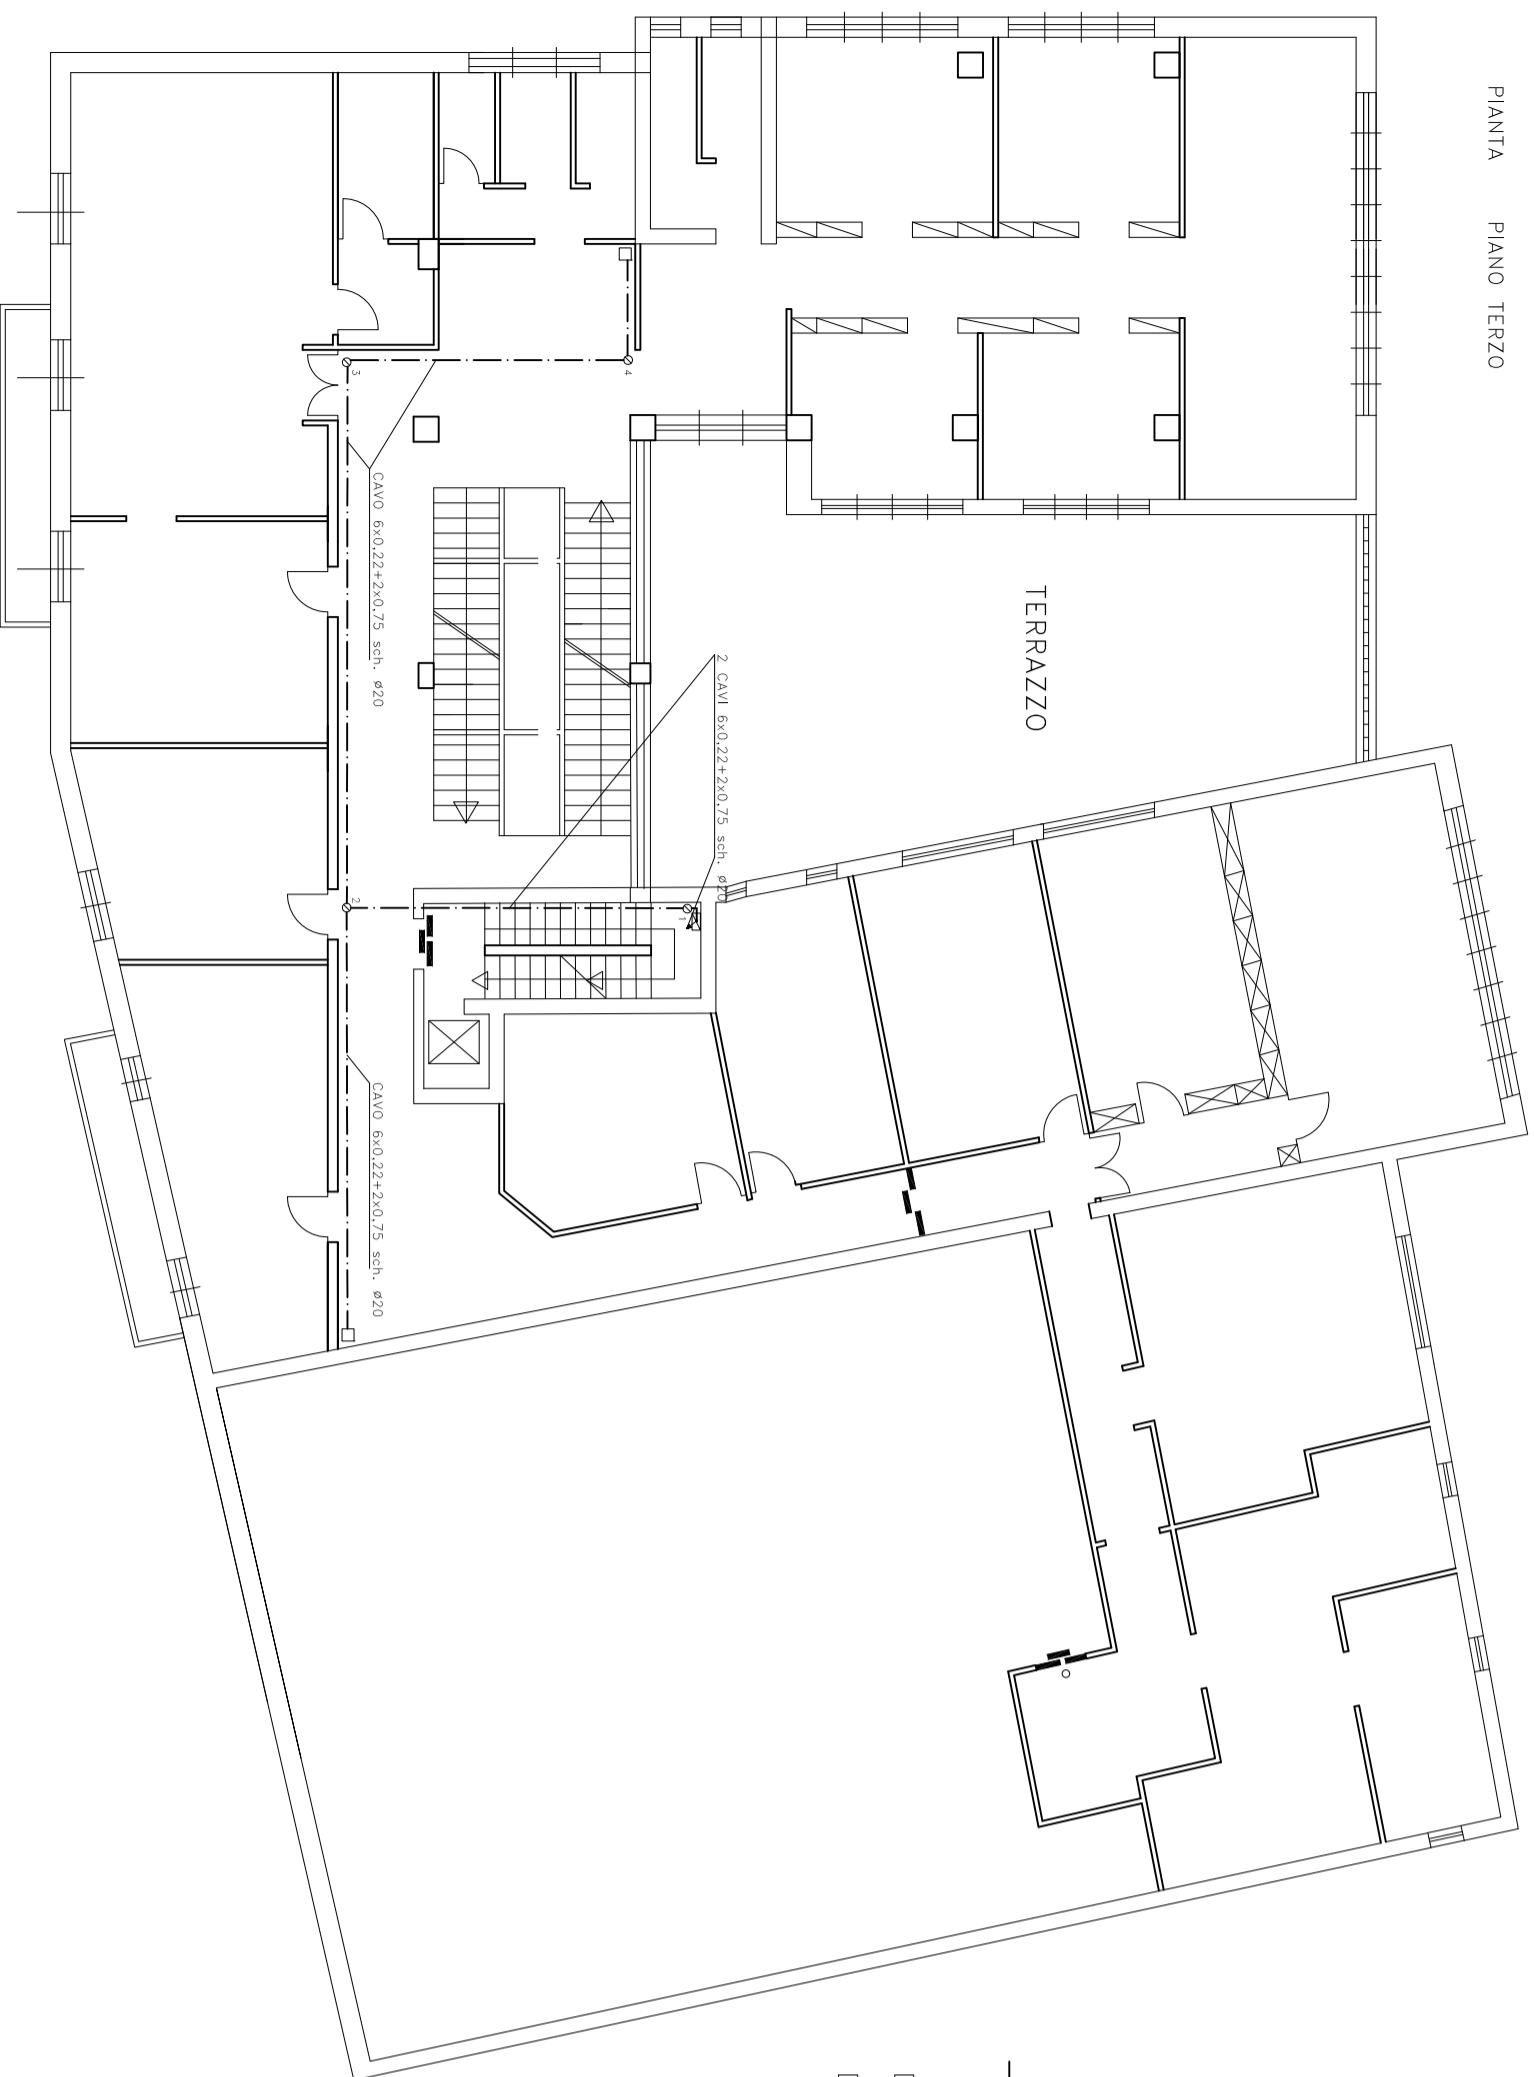 PIANTA PIANO TERZO
TERRAZZO
2 CAVI 6x0,22+2x0,75 sch. ø20
CAVO 6x0,22+2x0,75 sch. ø20
CAVO 6x0,22+2x0,75 sch. ø20
4
3
2
1